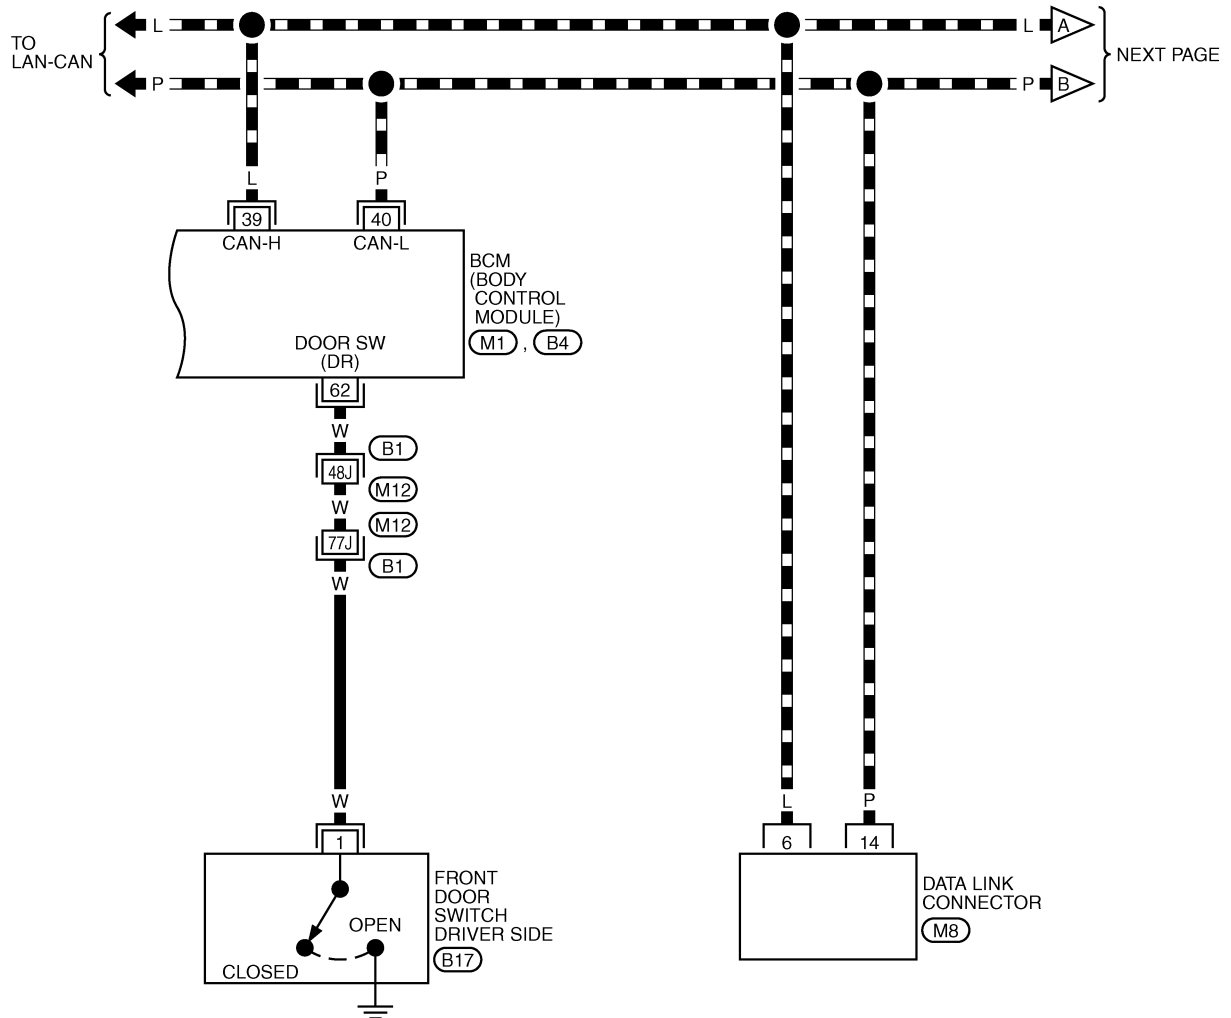 TO
LAN-CAN
L
L
A
P
P
B
NEXT PAGE
L
P
39
40
CAN-H
CAN-L
BCM
(BODY
CONTROL
MODULE)
M1 , B4
DOOR SW
(DR)
62
W
B1
48J
M12
W
M12
77J
B1
W
W
1
OPEN
CLOSED
FRONT
DOOR
SWITCH
DRIVER SIDE
B17
L
P
6
14
DATA LINK
CONNECTOR
M8